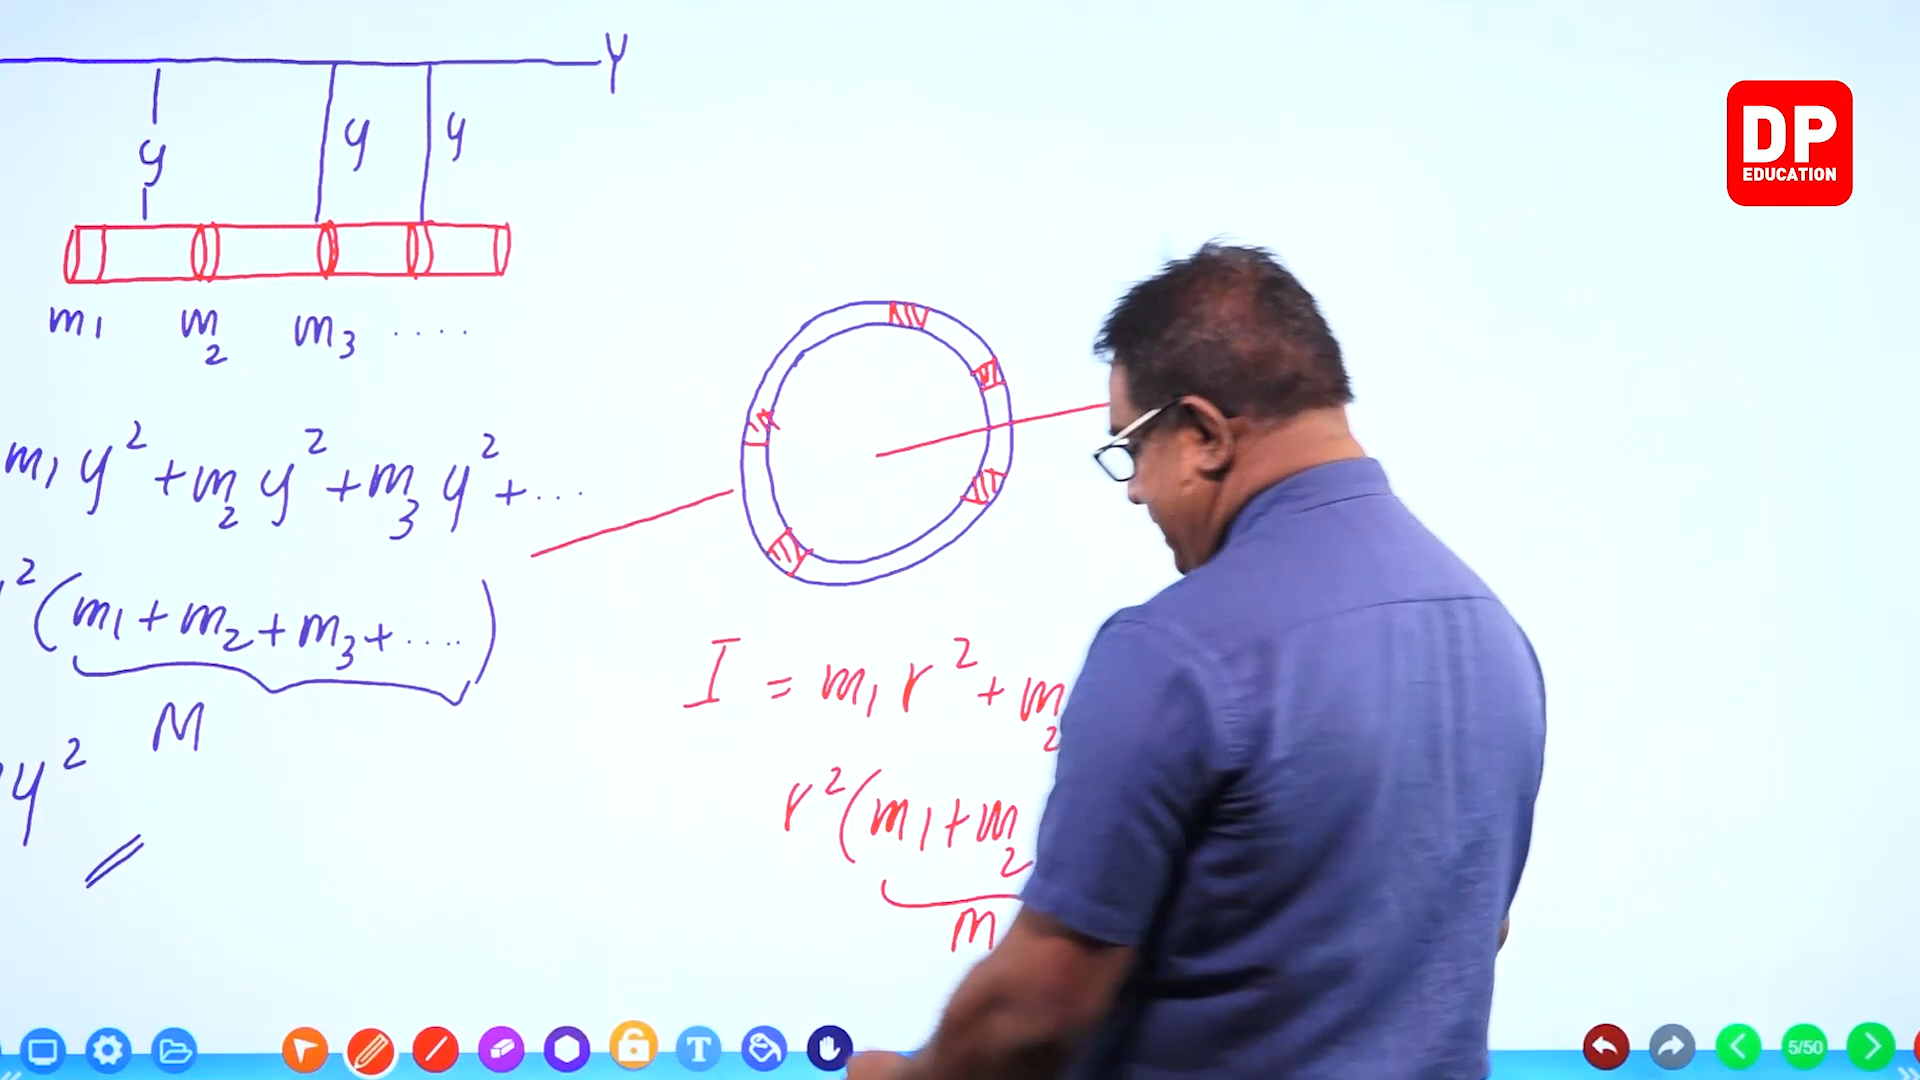 Y
y y y
m1 m2 m3 ....
m1 y² + m2 y² + m3 y² + ...
² (m1 + m2 + m3 + ....)
M
y²
I = m1 r² + m2
r² (m1 + m2
M
DP
EDUCATION
T
5/50